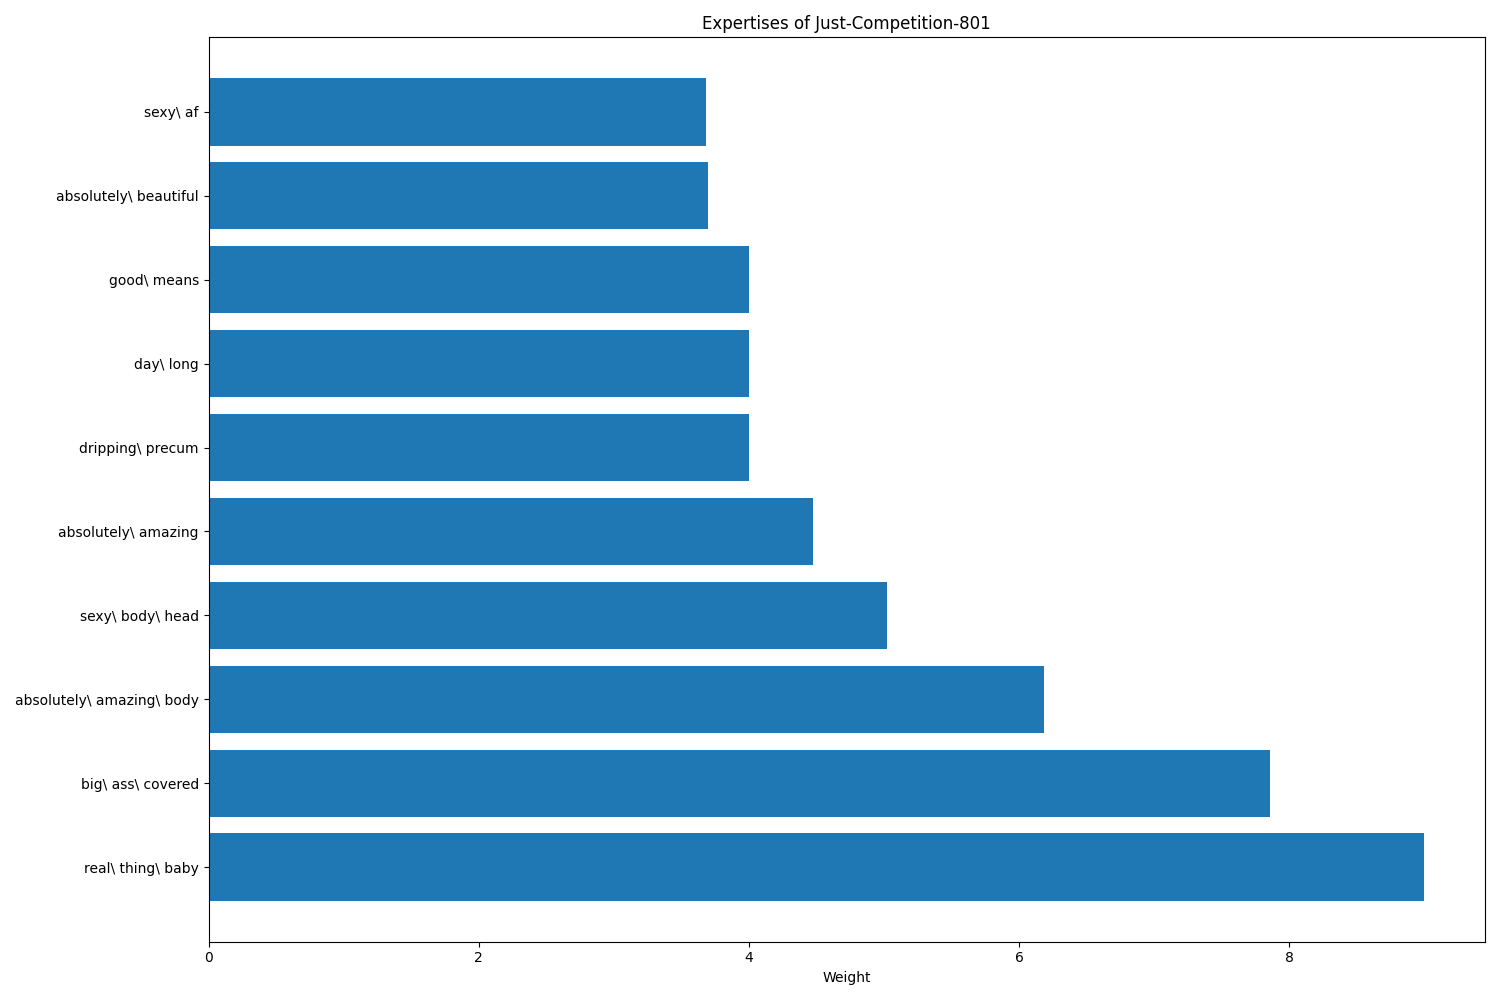 Expertises of Just-Competition-801
sexy\ af
absolutely\ beautiful
good\ means
day\ long
dripping\ precum
absolutely\ amazing
sexy\ body\ head
absolutely\ amazing\ body
big\ ass\ covered
real\ thing\ baby
0 2 4 6 8
Weight